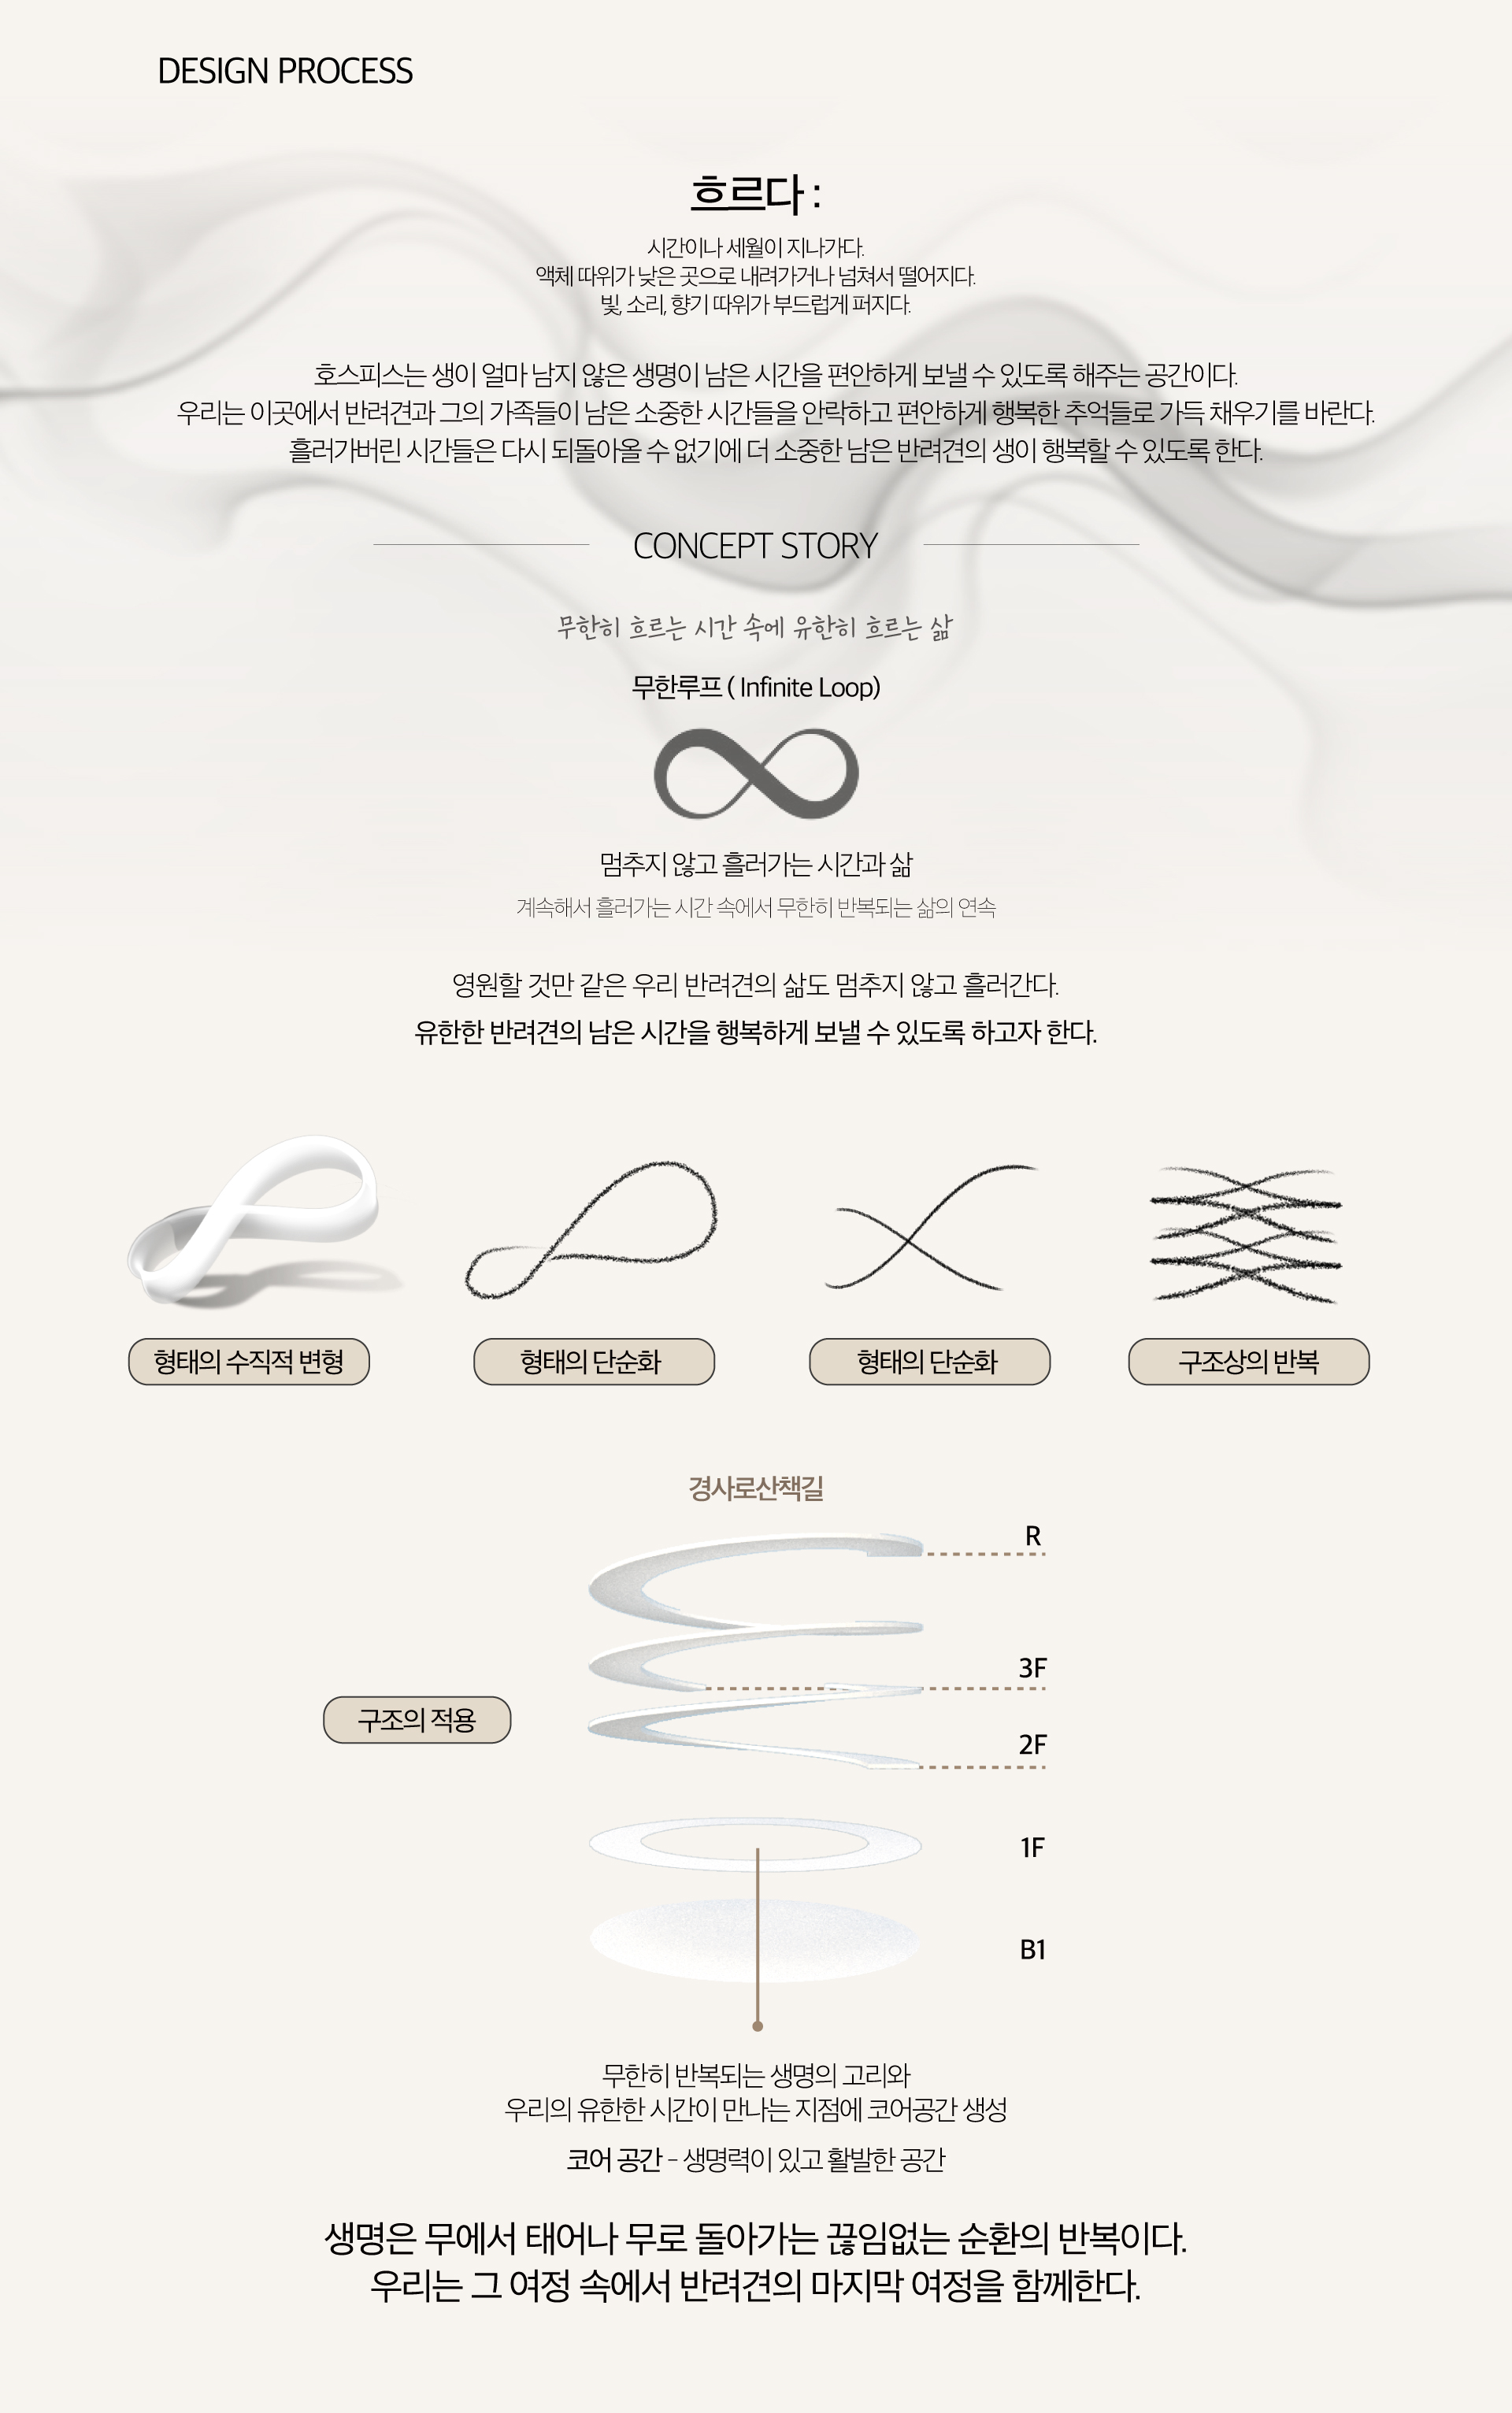 DESIGN PROCESS
흐르다 :
시간이나 세월이 지나가다.
액체 따위가 낮은 곳으로 내려가거나 넘쳐서 떨어지다.
빛, 소리, 향기 따위가 부드럽게 퍼지다.
호스피스는 생이 얼마 남지 않은 생명이 남은 시간을 편안하게 보낼 수 있도록 해주는 공간이다.
우리는 이곳에서 반려견과 그의 가족들이 남은 소중한 시간들을 안락하고 편안하게 행복한 추억들로 가득 채우기를 바란다.
흘러가버린 시간들은 다시 되돌아올 수 없기에 더 소중한 남은 반려견의 생이 행복할 수 있도록 한다.
CONCEPT STORY
무한히 흐르는 시간 속에 유한히 흐르는 삶
무한루프 ( Infinite Loop)
멈추지 않고 흘러가는 시간과 삶
계속해서 흘러가는 시간 속에서 무한히 반복되는 삶의 연속
영원할 것만 같은 우리 반려견의 삶도 멈추지 않고 흘러간다.
유한한 반려견의 남은 시간을 행복하게 보낼 수 있도록 하고자 한다.
형태의 수직적 변형
형태의 단순화
형태의 단순화
구조상의 반복
경사로산책길
R
3F
구조의 적용
2F
1F
B1
무한히 반복되는 생명의 고리와
우리의 유한한 시간이 만나는 지점에 코어공간 생성
코어 공간 - 생명력이 있고 활발한 공간
생명은 무에서 태어나 무로 돌아가는 끊임없는 순환의 반복이다.
우리는 그 여정 속에서 반려견의 마지막 여정을 함께한다.